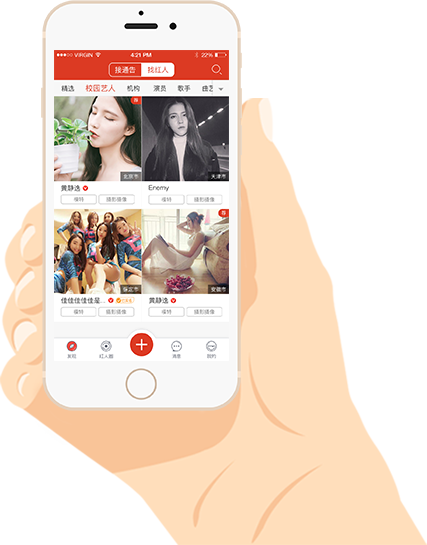 VIRGIN 4:21 PM 22%
接通告 找红人
精选 校园艺人 机构 演员 歌手 曲艺
荐
北京市 天津市
黄静选 V Enemy
模特 摄影摄像 模特 摄影摄像
荐
保定市 安徽市
佳佳佳佳佳是... V 黄静选 V
模特 摄影摄像 模特 摄影摄像
发现 红人圈 消息 我的